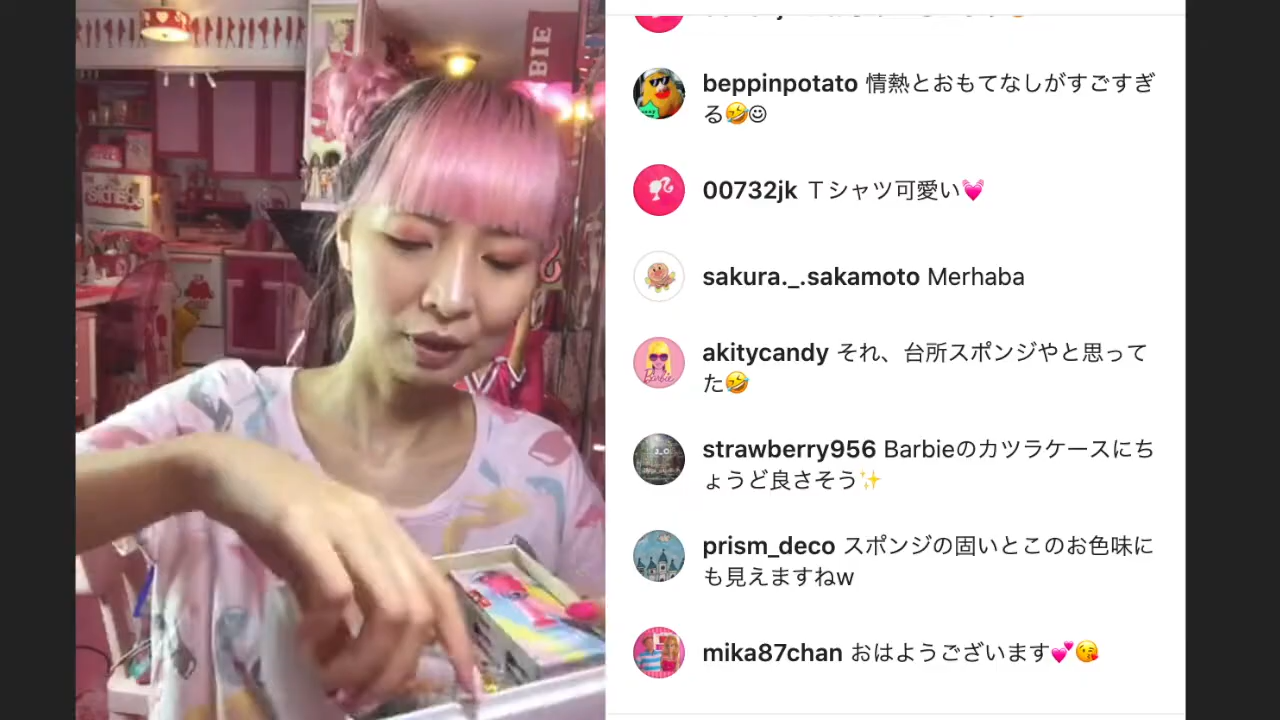 BIE
beppinpotato 情熱とおもてなしがすごすぎ
る🤣☺
00732jk Ｔシャツ可愛い💓
sakura._.sakamoto Merhaba
akitycandy それ、台所スポンジやと思って
た🤣
strawberry956 Barbieのカツラケースにち
ょうど良さそう✨
prism_deco スポンジの固いとこのお色味に
も見えますねw
mika87chan おはようございます💕😘